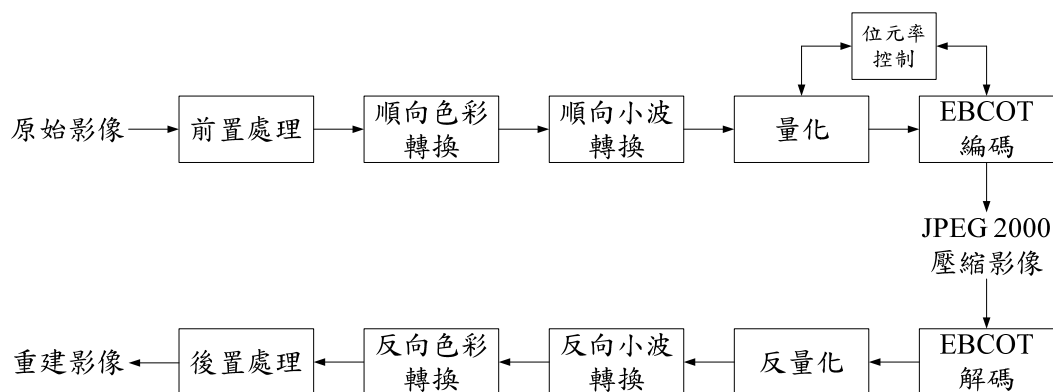 位元率
控制
原始影像
前置處理
順向色彩
轉換
順向小波
轉換
量化
EBCOT
編碼
JPEG 2000
壓縮影像
重建影像
後置處理
反向色彩
轉換
反向小波
轉換
反量化
EBCOT
解碼